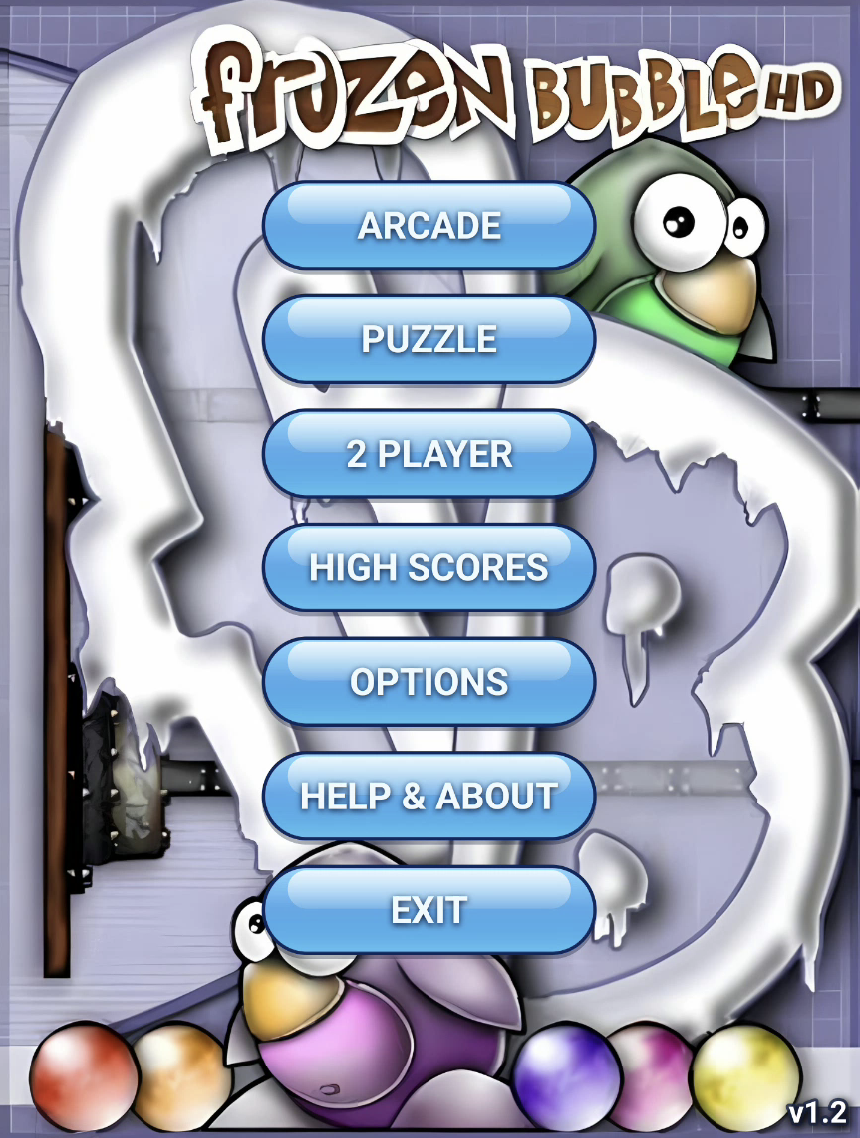 frozen BUBBLE HD
ARCADE
PUZZLE
2 PLAYER
HIGH SCORES
OPTIONS
HELP & ABOUT
EXIT
v1.2